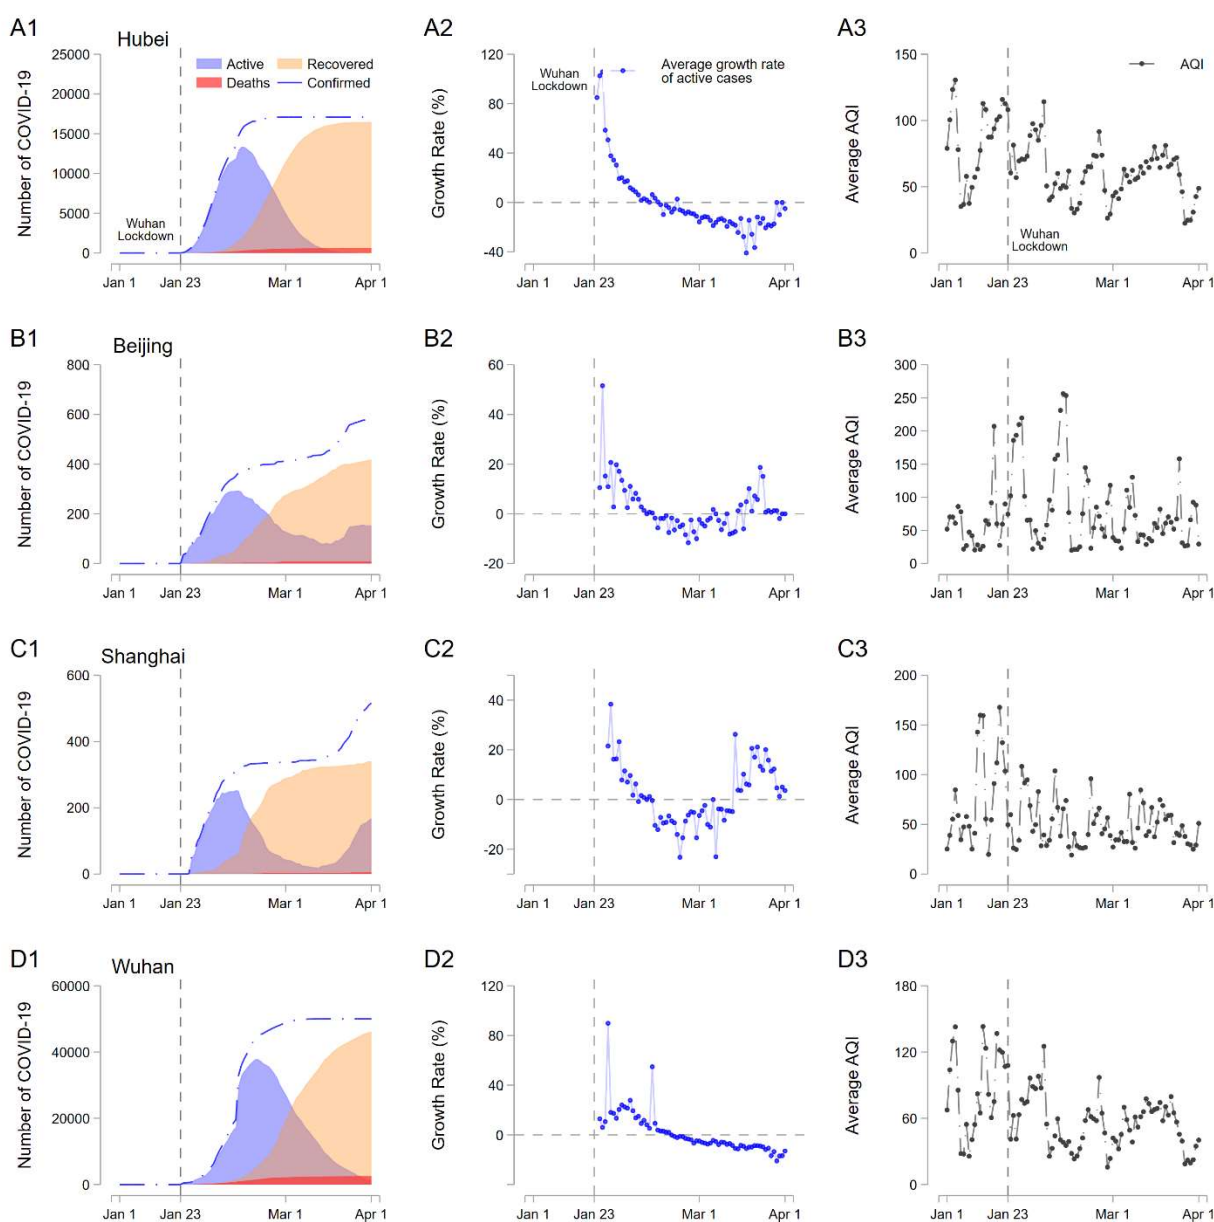 A1
Hubei
Number of COVID-19
25000
20000
15000
10000
5000
0
Active
Recovered
Deaths
Confirmed
Wuhan
Lockdown
Jan 1
Jan 23
Mar 1
Apr 1
A2
Growth Rate (%)
120
80
40
0
-40
Wuhan
Lockdown
Average growth rate
of active cases
Jan 1
Jan 23
Mar 1
Apr 1
A3
Average AQI
150
100
50
0
AQI
Wuhan
Lockdown
Jan 1
Jan 23
Mar 1
Apr 1
B1
Beijing
Number of COVID-19
800
600
400
200
0
Jan 1
Jan 23
Mar 1
Apr 1
B2
Growth Rate (%)
60
40
20
0
-20
Jan 1
Jan 23
Mar 1
Apr 1
B3
Average AQI
300
250
200
150
100
50
0
Jan 1
Jan 23
Mar 1
Apr 1
C1
Shanghai
Number of COVID-19
600
400
200
0
Jan 1
Jan 23
Mar 1
Apr 1
C2
Growth Rate (%)
40
20
0
-20
Jan 1
Jan 23
Mar 1
Apr 1
C3
Average AQI
200
150
100
50
0
Jan 1
Jan 23
Mar 1
Apr 1
D1
Wuhan
Number of COVID-19
60000
40000
20000
0
Jan 1
Jan 23
Mar 1
Apr 1
D2
Growth Rate (%)
120
80
40
0
Jan 1
Jan 23
Mar 1
Apr 1
D3
Average AQI
180
120
60
0
Jan 1
Jan 23
Mar 1
Apr 1